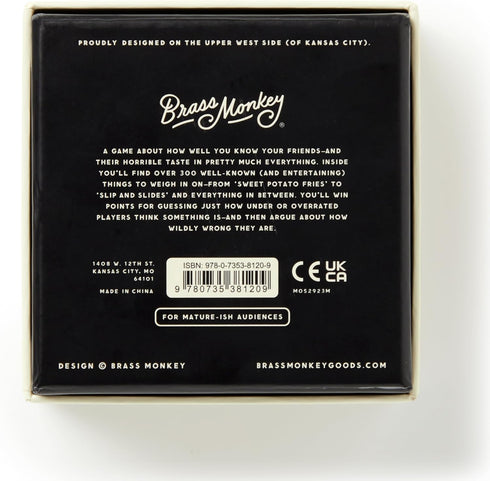 PROUDLY DESIGNED ON THE UPPER WEST SIDE (OF KANSAS CITY).
Brass Monkey®
A GAME ABOUT HOW WELL YOU KNOW YOUR FRIENDS—AND
THEIR HORRIBLE TASTE IN PRETTY MUCH EVERYTHING. INSIDE
YOU'LL FIND OVER 300 WELL-KNOWN (AND ENTERTAINING)
THINGS TO WEIGH IN ON—FROM 'SWEET POTATO FRIES' TO
'SLIP AND SLIDES' AND EVERYTHING IN BETWEEN. YOU'LL WIN
POINTS FOR GUESSING JUST HOW UNDER OR OVERRATED
PLAYERS THINK SOMETHING IS—AND THEN ARGUE ABOUT HOW
WILDLY WRONG THEY ARE.
1408 W. 12TH ST.
KANSAS CITY, MO
64101
MADE IN CHINA
ISBN: 978-0-7353-8120-9
9 780735 381209
CE UK
CA
MOS2923M
FOR MATURE-ISH AUDIENCES
DESIGN © BRASS MONKEY
BRASSMONKEYGOODS.COM